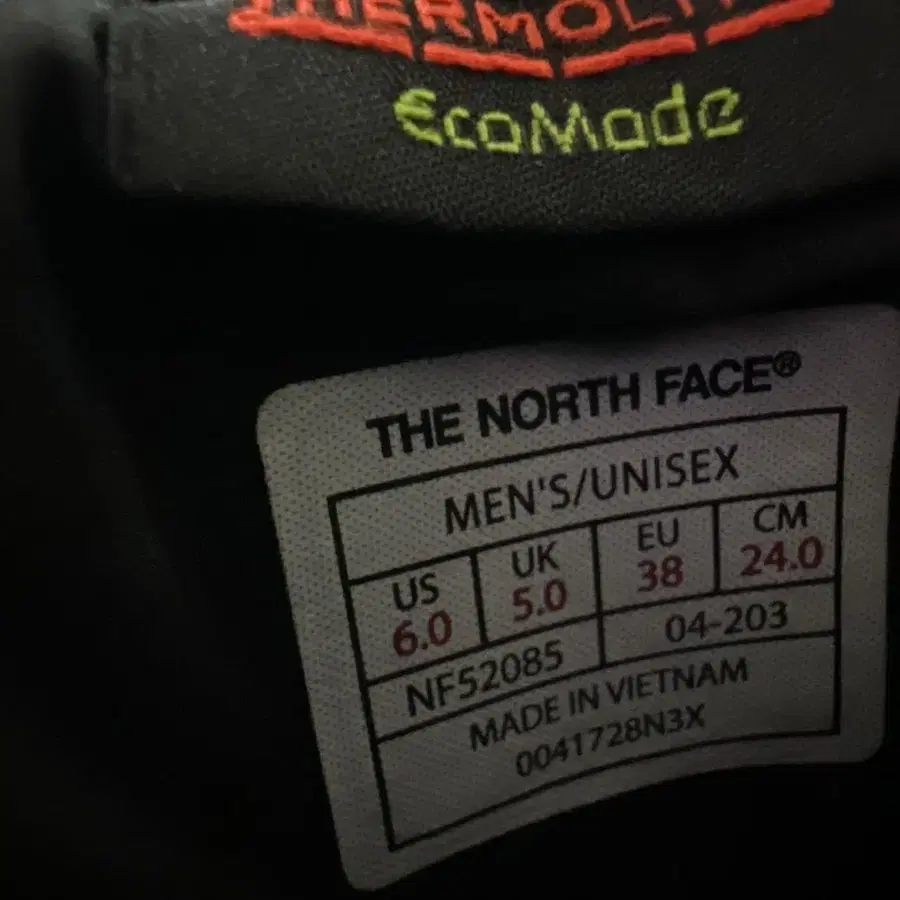 THERMOLITE
EcoMade
THE NORTH FACE®
MEN'S/UNISEX
US UK EU CM
6.0 5.0 38 24.0
NF52085 04-203
MADE IN VIETNAM
0041728N3X